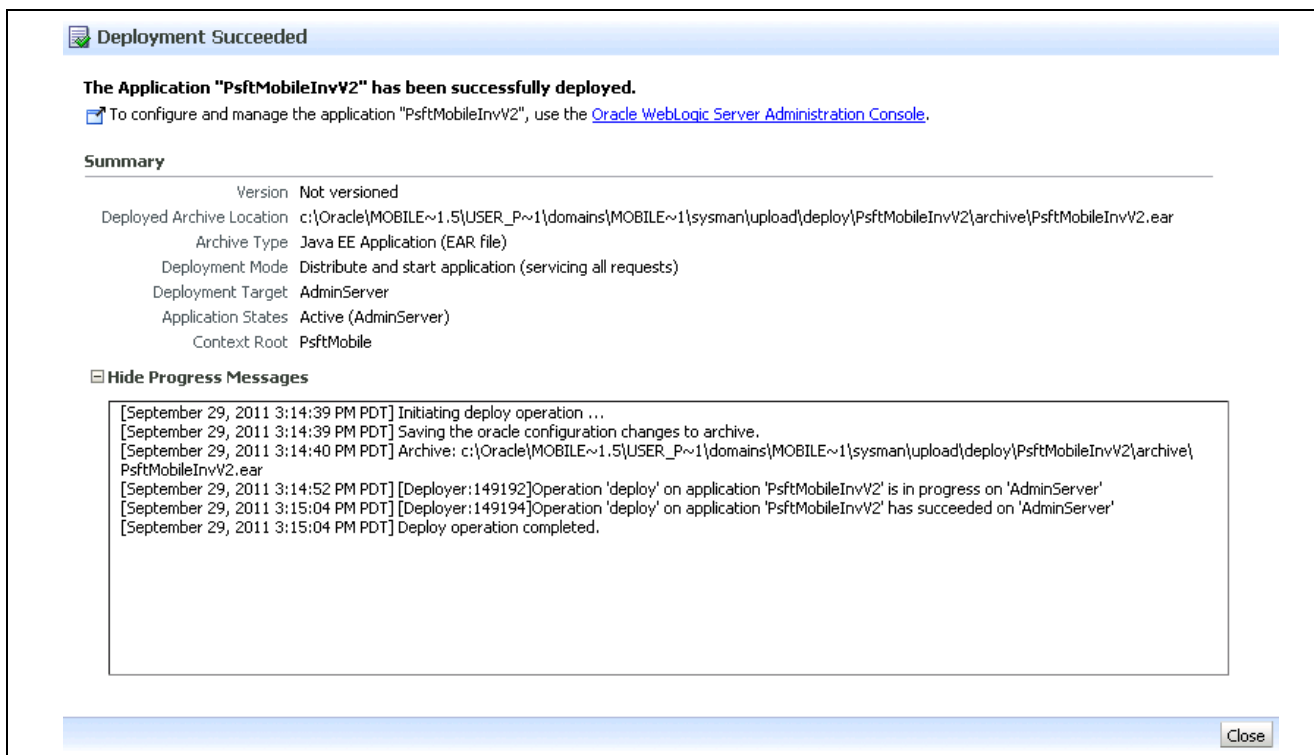 Deployment Succeeded
The Application "PsftMobileInvV2" has been successfully deployed.
To configure and manage the application "PsftMobileInvV2", use the Oracle WebLogic Server Administration Console.
Summary
Version Not versioned
Deployed Archive Location c:\Oracle\MOBILE~1.5\USER_P~1\domains\MOBILE~1\sysman\upload\deploy\PsftMobileInvV2\archive\PsftMobileInvV2.ear
Archive Type Java EE Application (EAR file)
Deployment Mode Distribute and start application (servicing all requests)
Deployment Target AdminServer
Application States Active (AdminServer)
Context Root PsftMobile
Hide Progress Messages
[September 29, 2011 3:14:39 PM PDT] Initiating deploy operation ...
[September 29, 2011 3:14:39 PM PDT] Saving the oracle configuration changes to archive.
[September 29, 2011 3:14:40 PM PDT] Archive: c:\Oracle\MOBILE~1.5\USER_P~1\domains\MOBILE~1\sysman\upload\deploy\PsftMobileInvV2\archive\
PsftMobileInvV2.ear
[September 29, 2011 3:14:52 PM PDT] [Deployer:149192]Operation 'deploy' on application 'PsftMobileInvV2' is in progress on 'AdminServer'
[September 29, 2011 3:15:04 PM PDT] [Deployer:149194]Operation 'deploy' on application 'PsftMobileInvV2' has succeeded on 'AdminServer'
[September 29, 2011 3:15:04 PM PDT] Deploy operation completed.
Close